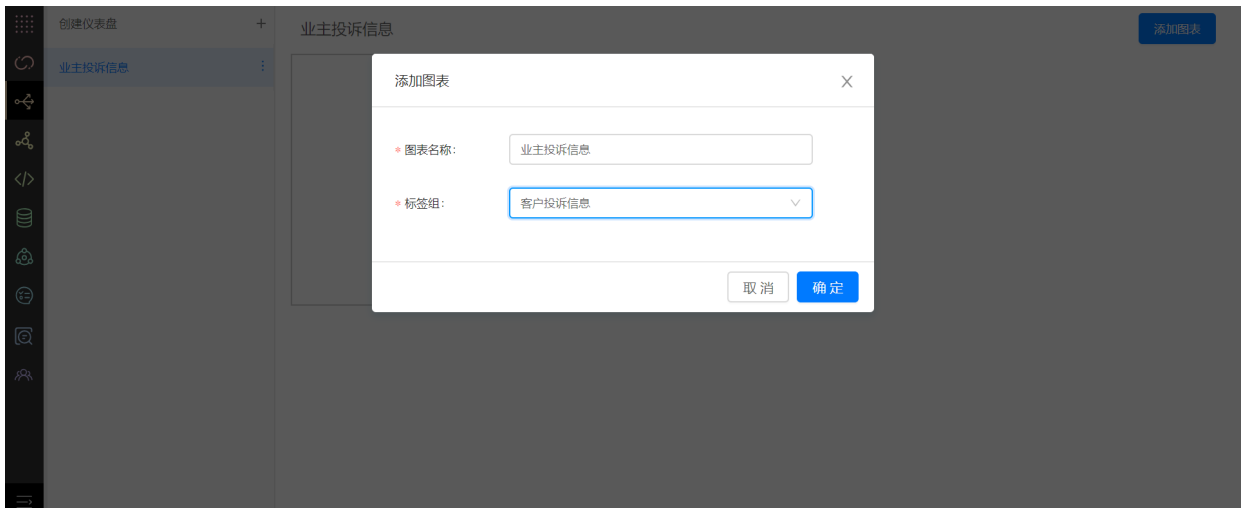 创建仪表盘 +
业主投诉信息
业主投诉信息
添加图表
添加图表
* 图表名称:
业主投诉信息
* 标签组:
客户投诉信息
取 消
确 定